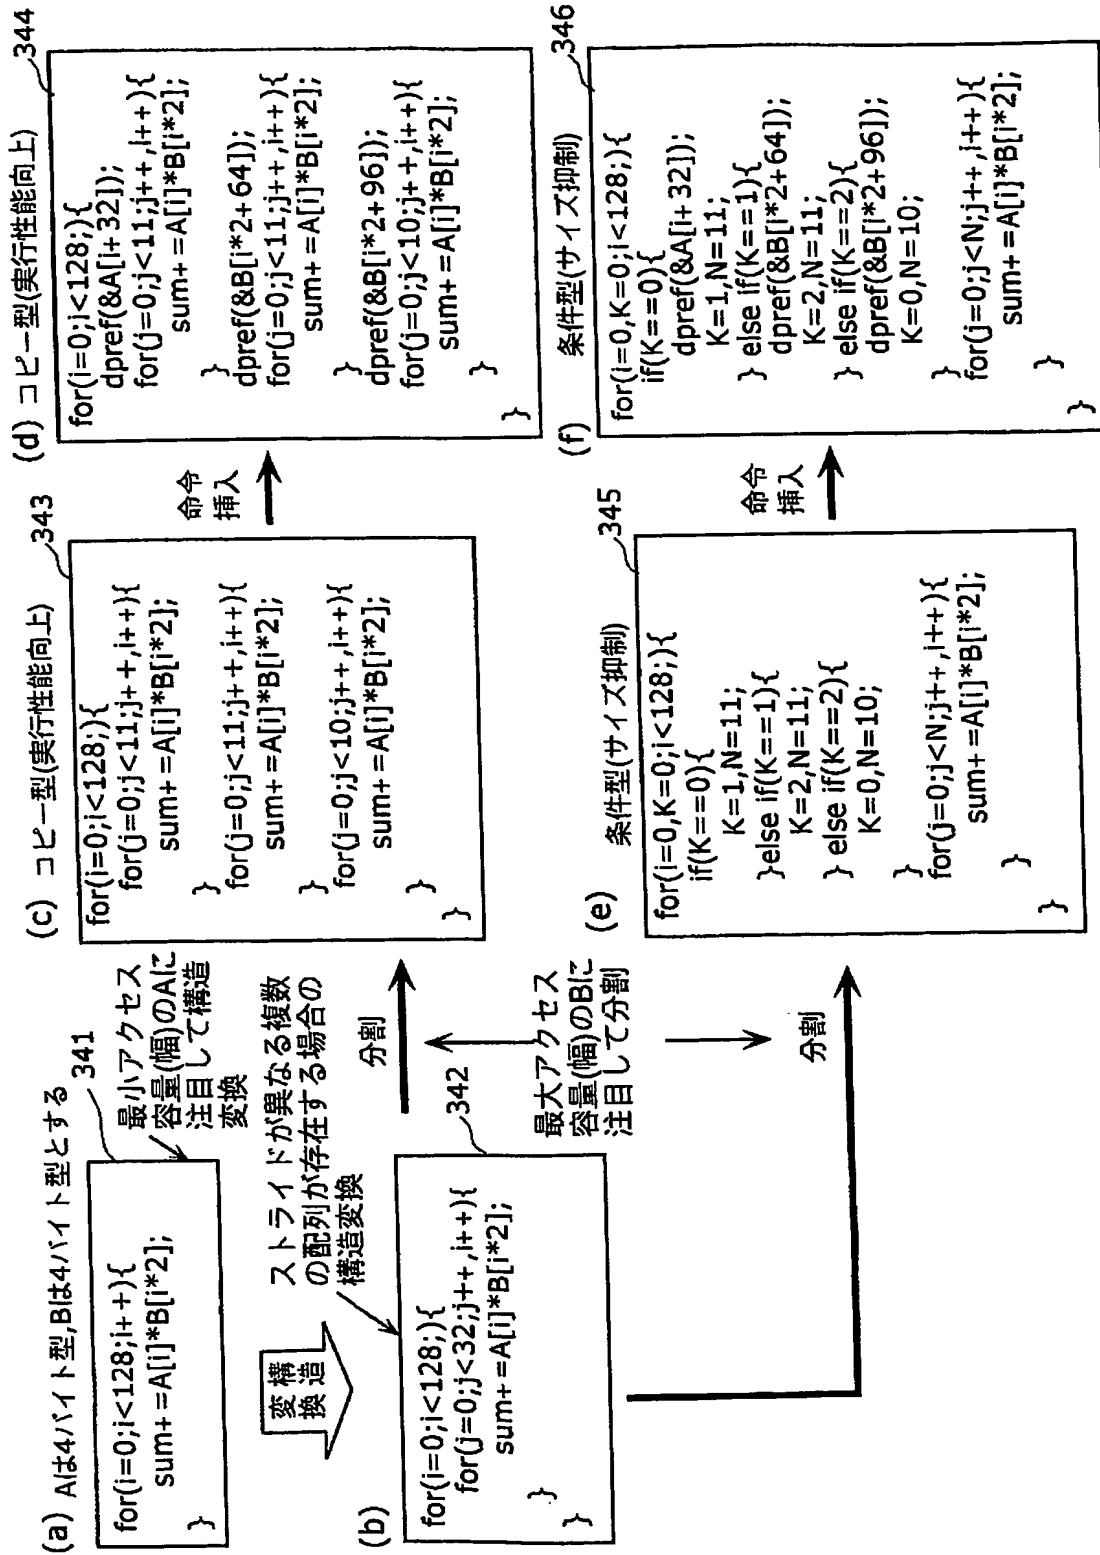 (a) Aは4バイト型,Bは4バイト型とする
341
for(i=0;i<128;i++){
sum+=A[i]*B[i*2];
}
最小アクセス
容量(幅)のAに
注目して構造
変換
構造
変換
ストライドが異なる複数
の配列が存在する場合の
構造変換
(b)
342
for(i=0;i<128;){
for(j=0;j<32;j++,i++){
sum+=A[i]*B[i*2];
}
}
分割
最大アクセス
容量(幅)のBに
注目して分割
分割
(c) コピー型(実行性能向上)
343
for(i=0;i<128;){
for(j=0;j<11;j++,i++){
sum+=A[i]*B[i*2];
}
for(j=0;j<11;j++,i++){
sum+=A[i]*B[i*2];
}
for(j=0;j<10;j++,i++){
sum+=A[i]*B[i*2];
}
}
命令
挿入
(d) コピー型(実行性能向上)
344
for(i=0;i<128;){
dpref(&A[i+32]);
for(j=0;j<11;j++,i++){
sum+=A[i]*B[i*2];
}
dpref(&B[i*2+64]);
for(j=0;j<11;j++,i++){
sum+=A[i]*B[i*2];
}
dpref(&B[i*2+96]);
for(j=0;j<10;j++,i++){
sum+=A[i]*B[i*2];
}
}
(e) 条件型(サイズ抑制)
345
for(i=0,K=0;i<128;){
if(K==0){
K=1,N=11;
}else if(K==1){
K=2,N=11;
} else if(K==2){
K=0,N=10;
}
for(j=0;j<N;j++,i++){
sum+=A[i]*B[i*2];
}
}
命令
挿入
(f) 条件型(サイズ抑制)
346
for(i=0,K=0;i<128;){
if(K==0){
dpref(&A[i+32]);
K=1,N=11;
} else if(K==1){
dpref(&B[i*2+64]);
K=2,N=11;
} else if(K==2){
dpref(&B[i*2+96]);
K=0,N=10;
}
for(j=0;j<N;j++,i++){
sum+=A[i]*B[i*2];
}
}